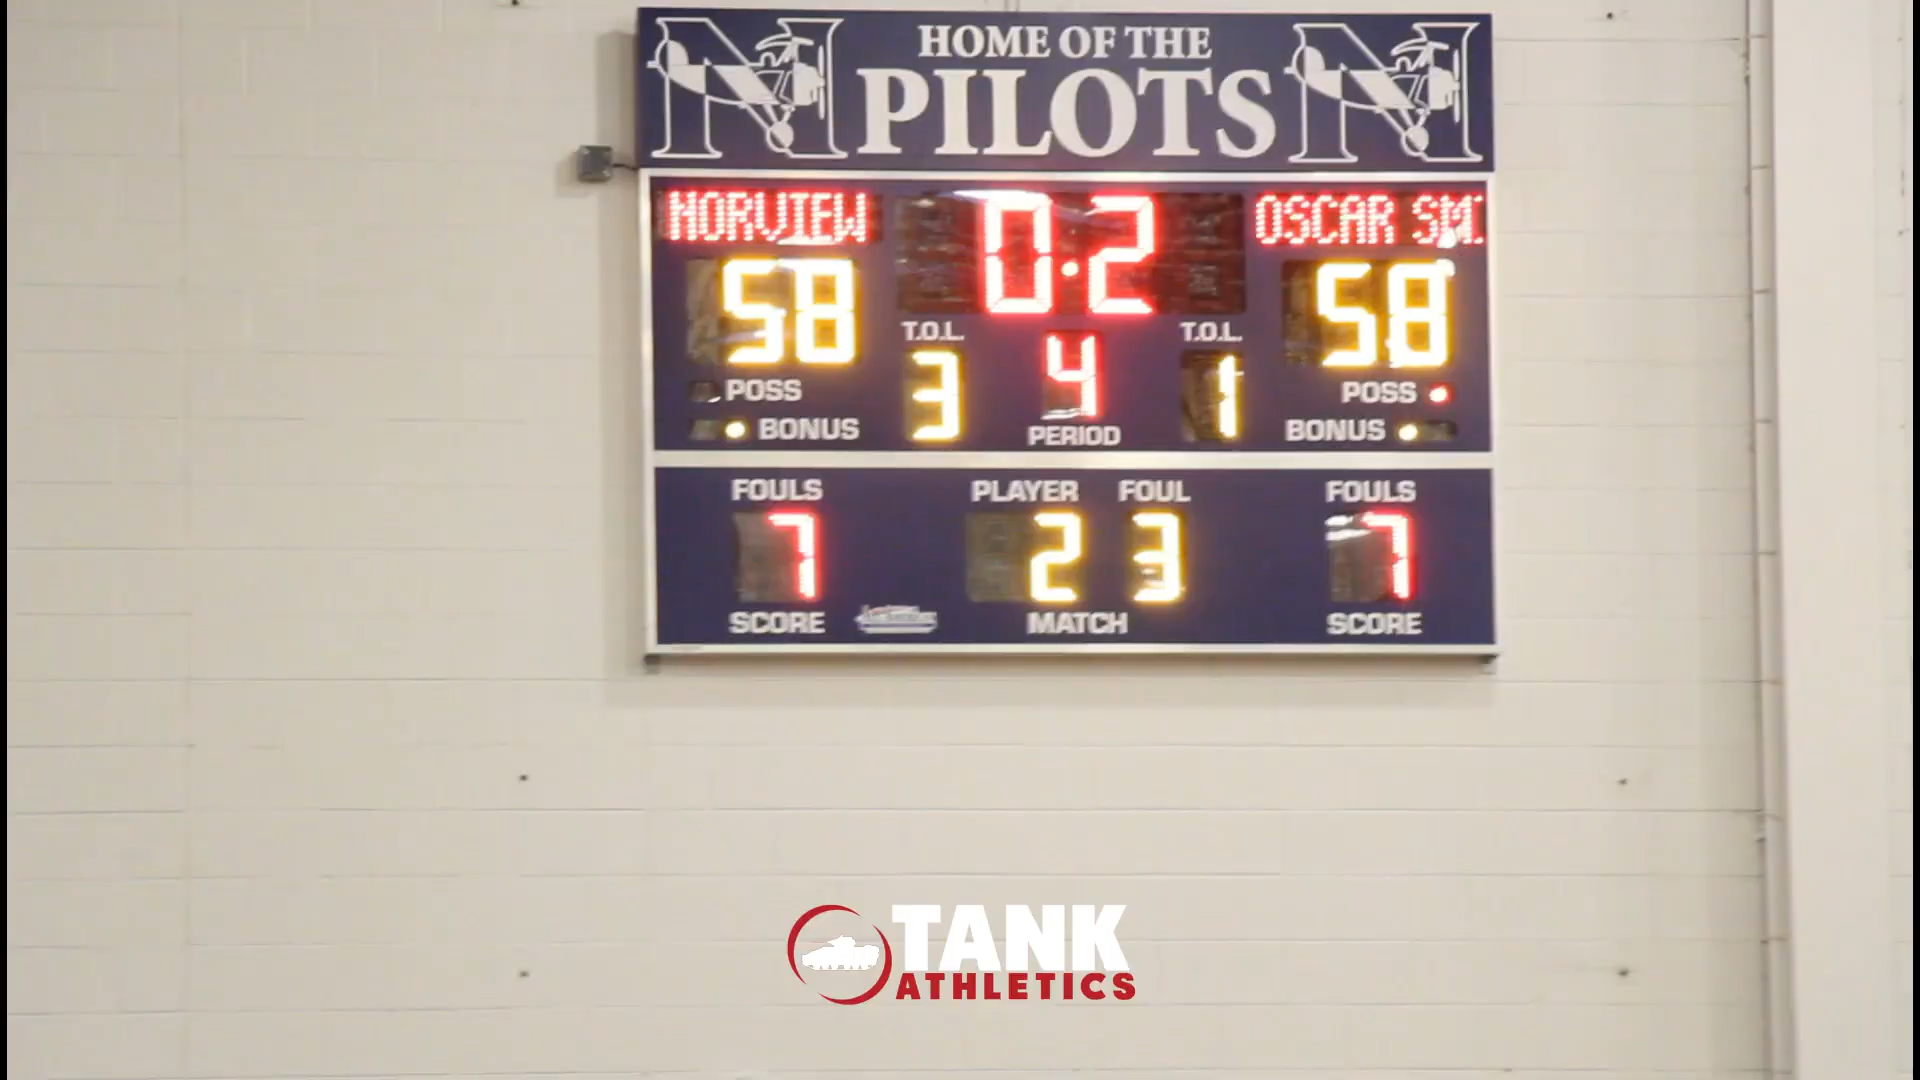 HOME OF THE
PILOTS
NORVIEW 0.2 OSCAR SM
58 58
T.O.L. T.O.L.
3 4 1
POSS POSS
BONUS PERIOD BONUS
FOULS PLAYER FOUL FOULS
7 2 3 7
SCORE MATCH SCORE
TANK
ATHLETICS